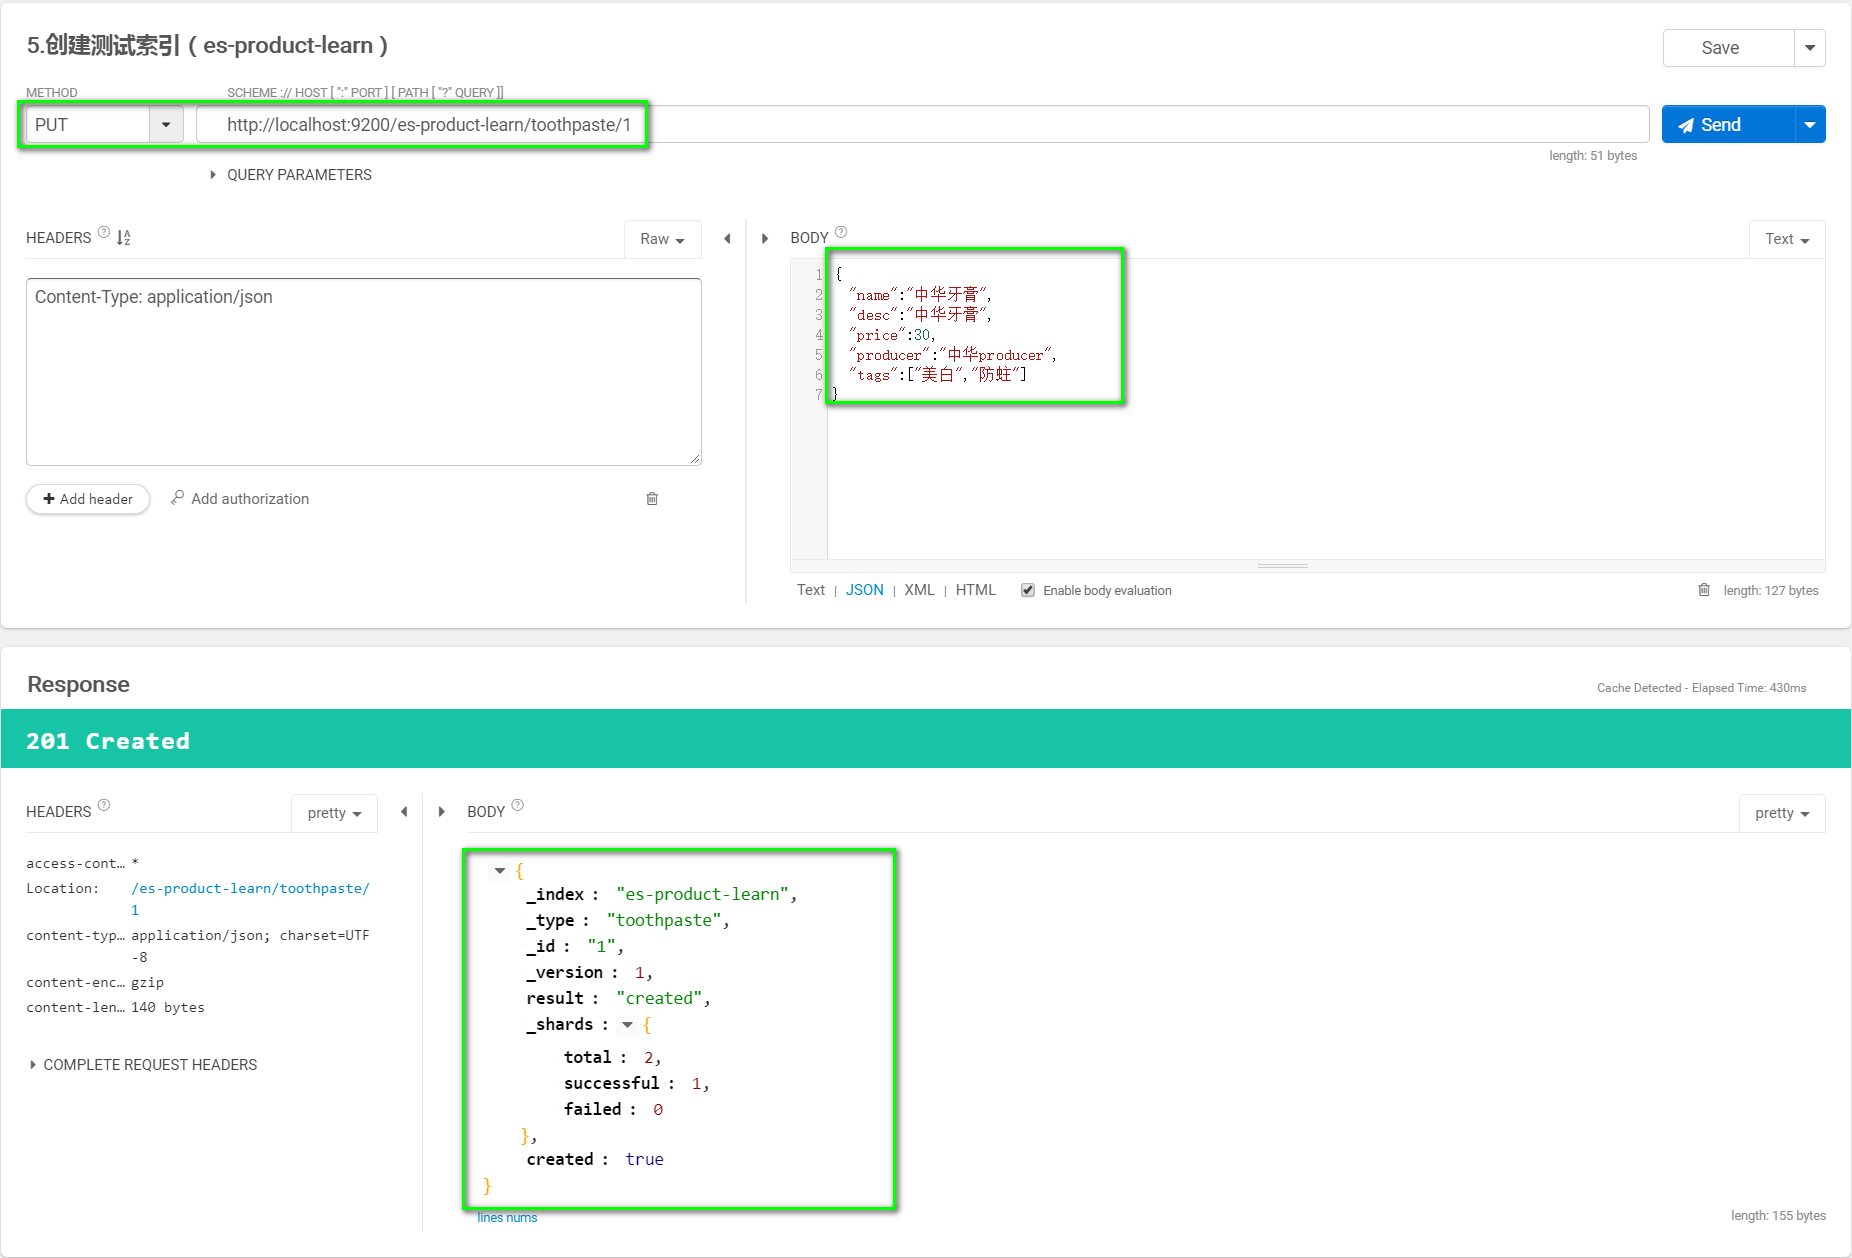 5.创建测试索引 ( es-product-learn )
Save
METHOD
SCHEME :// HOST [ ":" PORT ] [ PATH [ "?" QUERY ]]
PUT
http://localhost:9200/es-product-learn/toothpaste/1
Send
length: 51 bytes
QUERY PARAMETERS
HEADERS ?
Raw
Content-Type: application/json
Add header
Add authorization
BODY ?
Text
1 {
2 "name":"中华牙膏",
3 "desc":"中华牙膏",
4 "price":30,
5 "producer":"中华producer",
6 "tags":["美白","防蛀"]
7 }
Text | JSON | XML | HTML
Enable body evaluation
length: 127 bytes
Response
Cache Detected - Elapsed Time: 430ms
201 Created
HEADERS ?
pretty
access-cont… *
Location: /es-product-learn/toothpaste/
1
content-typ… application/json; charset=UTF
-8
content-enc… gzip
content-len… 140 bytes
COMPLETE REQUEST HEADERS
BODY ?
pretty
{
_index : "es-product-learn",
_type : "toothpaste",
_id : "1",
_version : 1,
result : "created",
_shards : {
total : 2,
successful : 1,
failed : 0
},
created : true
}
lines nums
length: 155 bytes